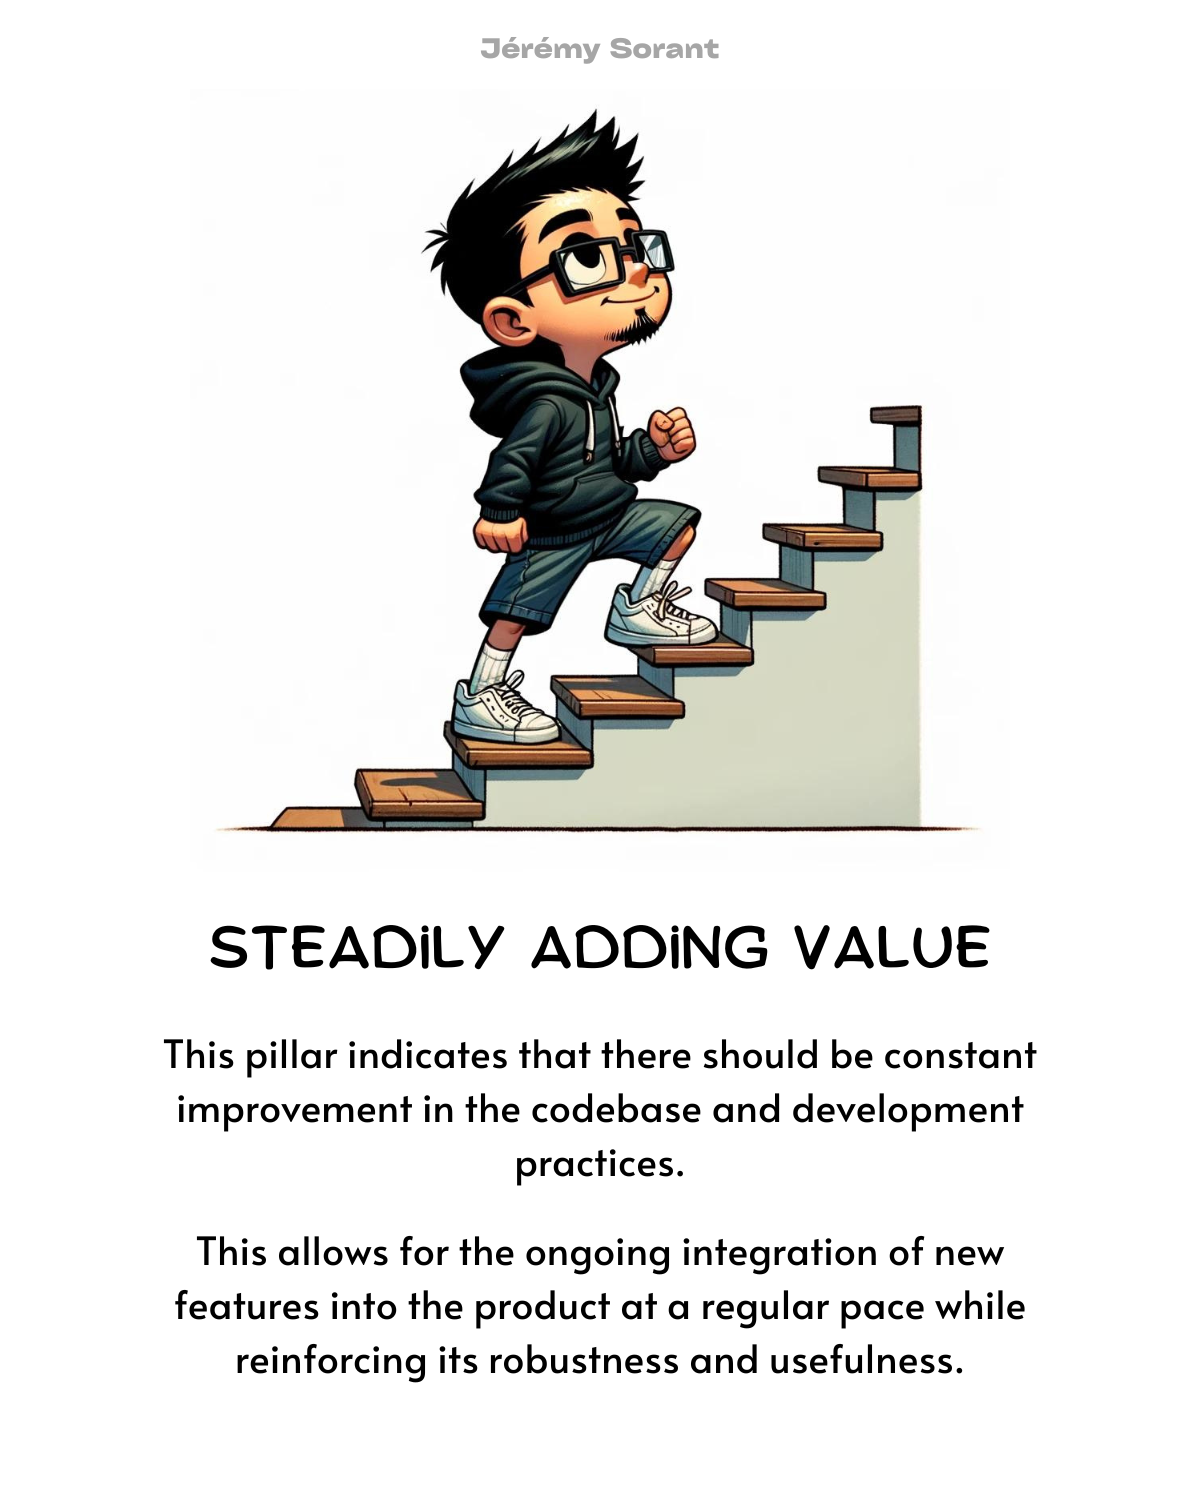 Jérémy Sorant
STEADiLY ADDiNG VALUE
This pillar indicates that there should be constant
improvement in the codebase and development
practices.
This allows for the ongoing integration of new
features into the product at a regular pace while
reinforcing its robustness and usefulness.